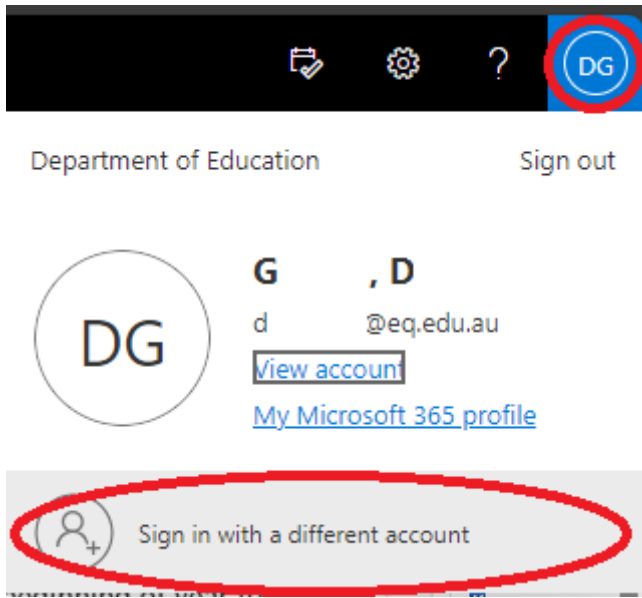 ? DG
Department of Education Sign out
DG
G , D
d @eq.edu.au
View account
My Microsoft 365 profile
Sign in with a different account